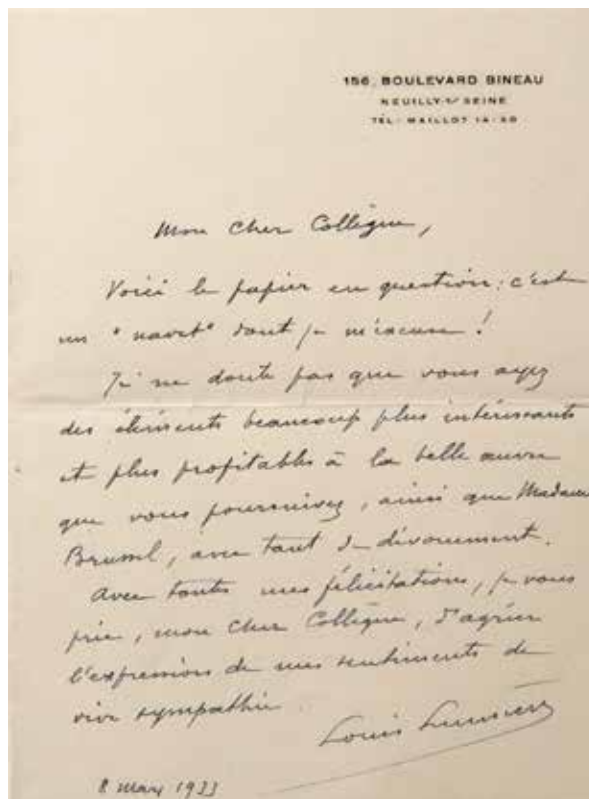 156, BOULEVARD BINEAU
NEUILLY S/ SEINE
TÉL: MAILLOT 14-20
Mon cher Collègue,
Voici le papier en question: c'est
un "navet" dont je m'accuse!
Je ne doute pas que vous ayez
des éléments beaucoup plus intéressants
et plus profitables à la belle œuvre
que vous poursuivez, ainsi que Madame
Brussel, avec tant de dévouement.
Avec toutes mes félicitations, je vous
prie, mon cher Collègue, d'agréer
l'expression de mes sentiments de
vive sympathie.
Louis Lumière
8 mars 1933